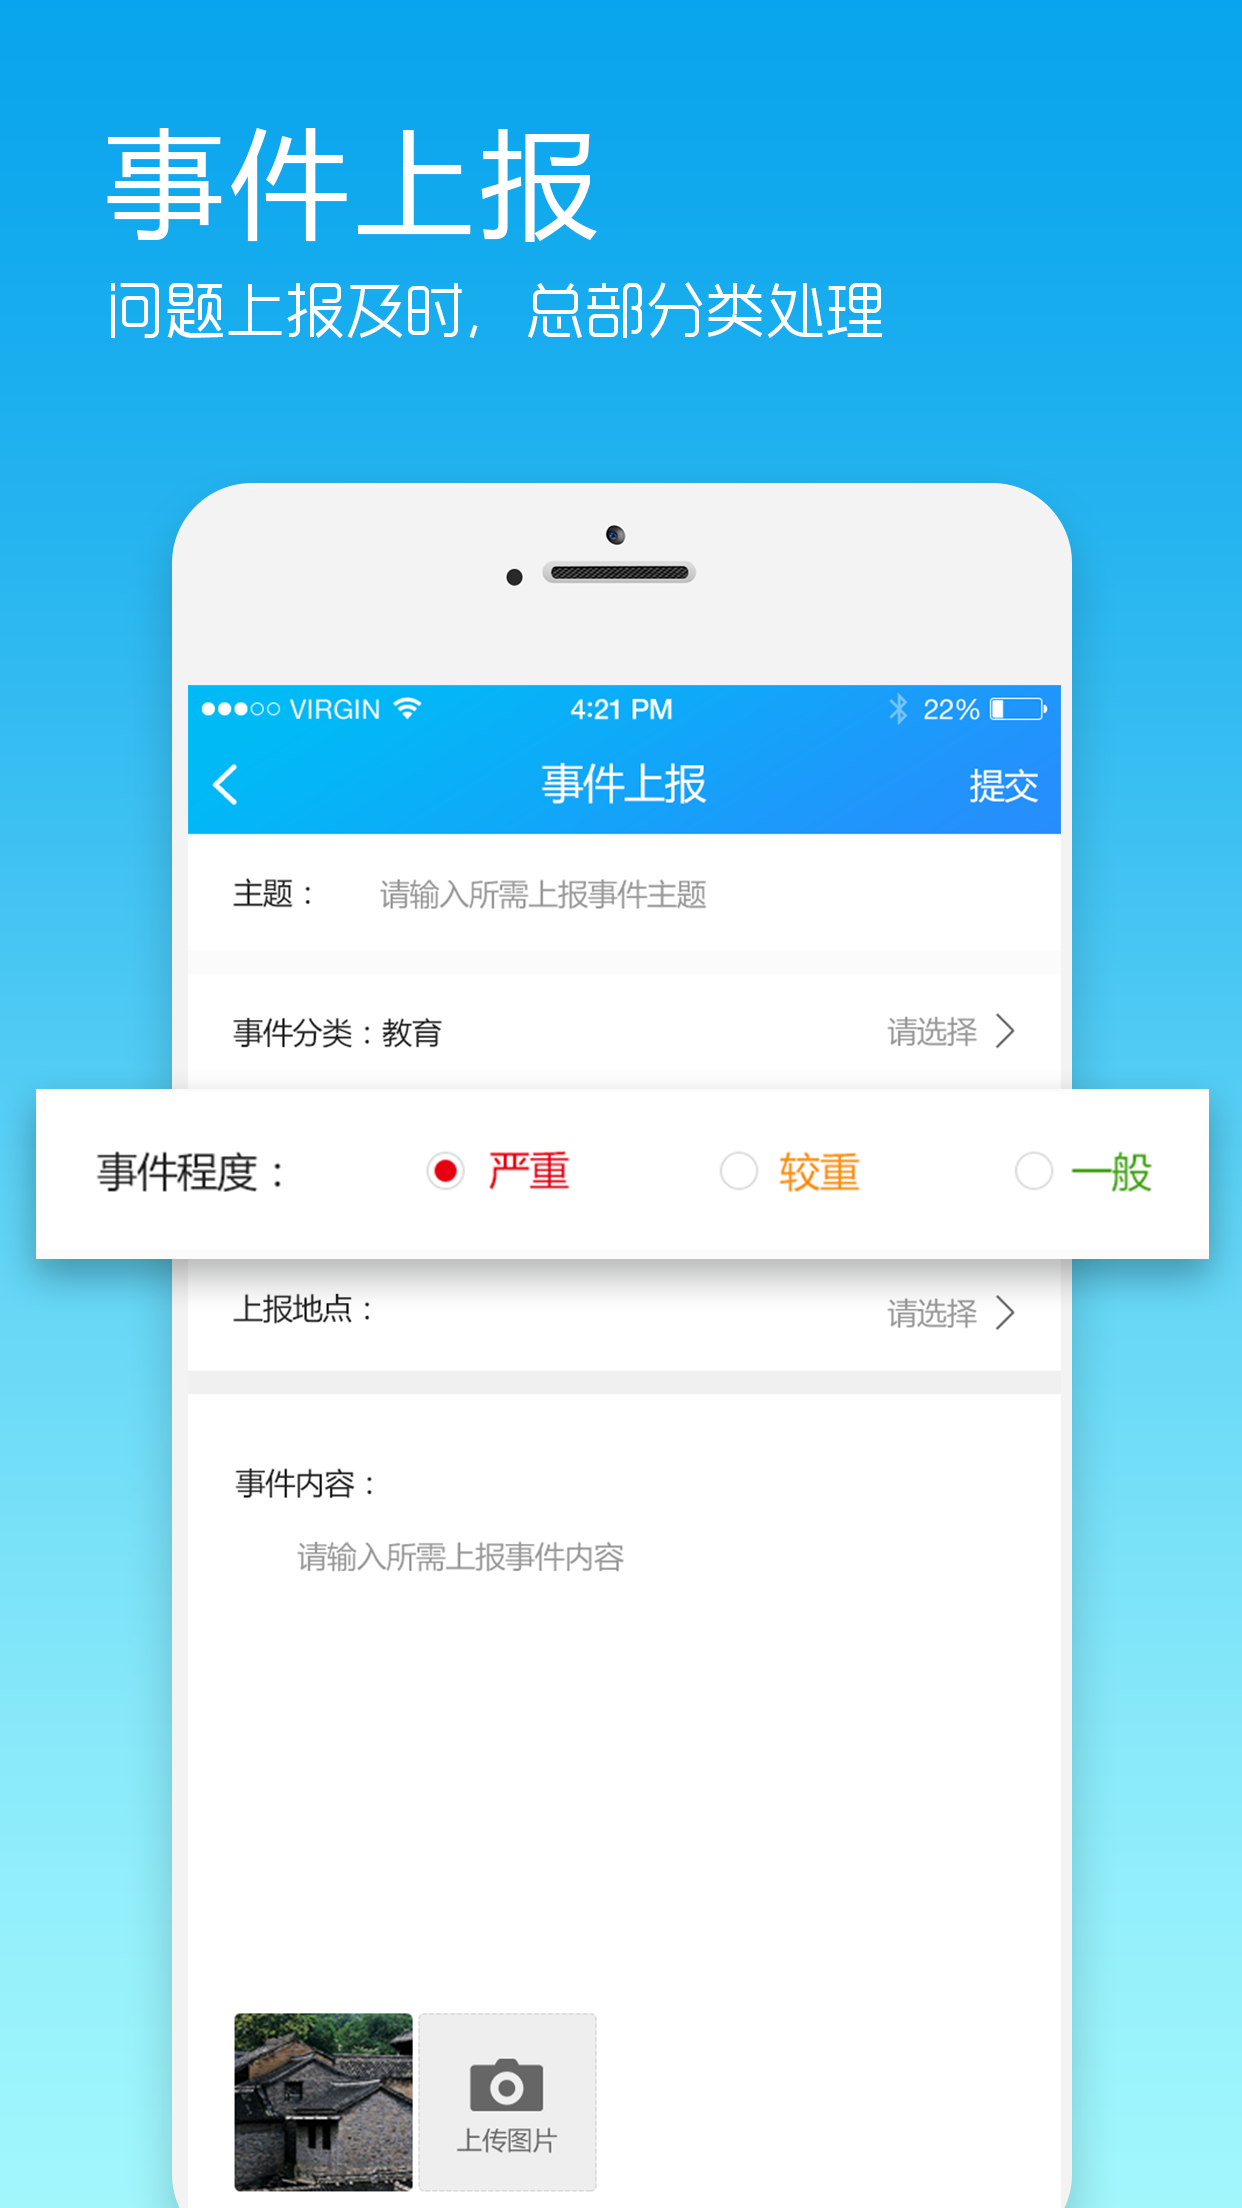 事件上报
问题上报及时，总部分类处理
VIRGIN 4:21 PM 22%
事件上报 提交
主题： 请输入所需上报事件主题
事件分类：教育 请选择
事件程度： 严重 较重 一般
上报地点： 请选择
事件内容：
请输入所需上报事件内容
上传图片